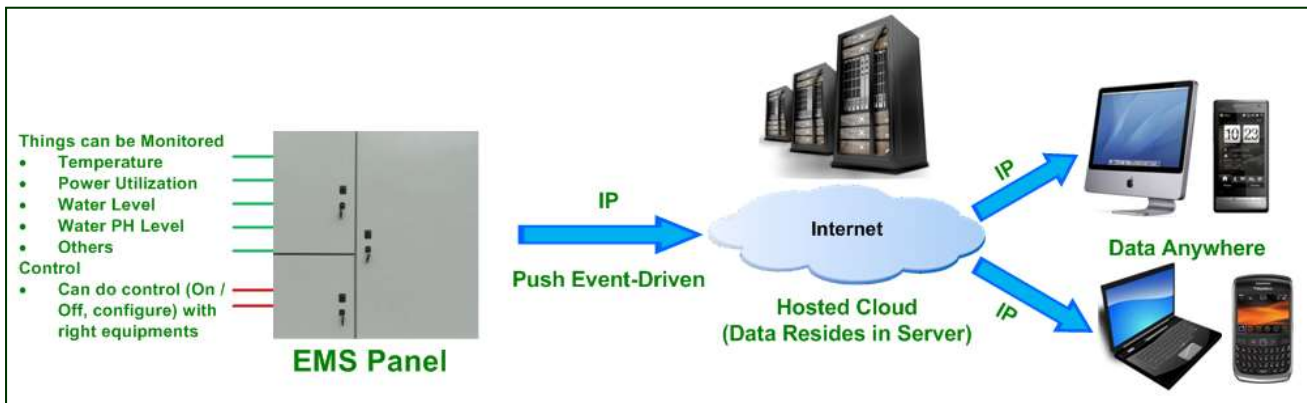 Things can be Monitored
• Temperature
• Power Utilization
• Water Level
• Water PH Level
• Others
Control
• Can do control (On /
Off, configure) with
right equipments
EMS Panel
IP
Push Event-Driven
Internet
Hosted Cloud
(Data Resides in Server)
IP
IP
10 23
Data Anywhere